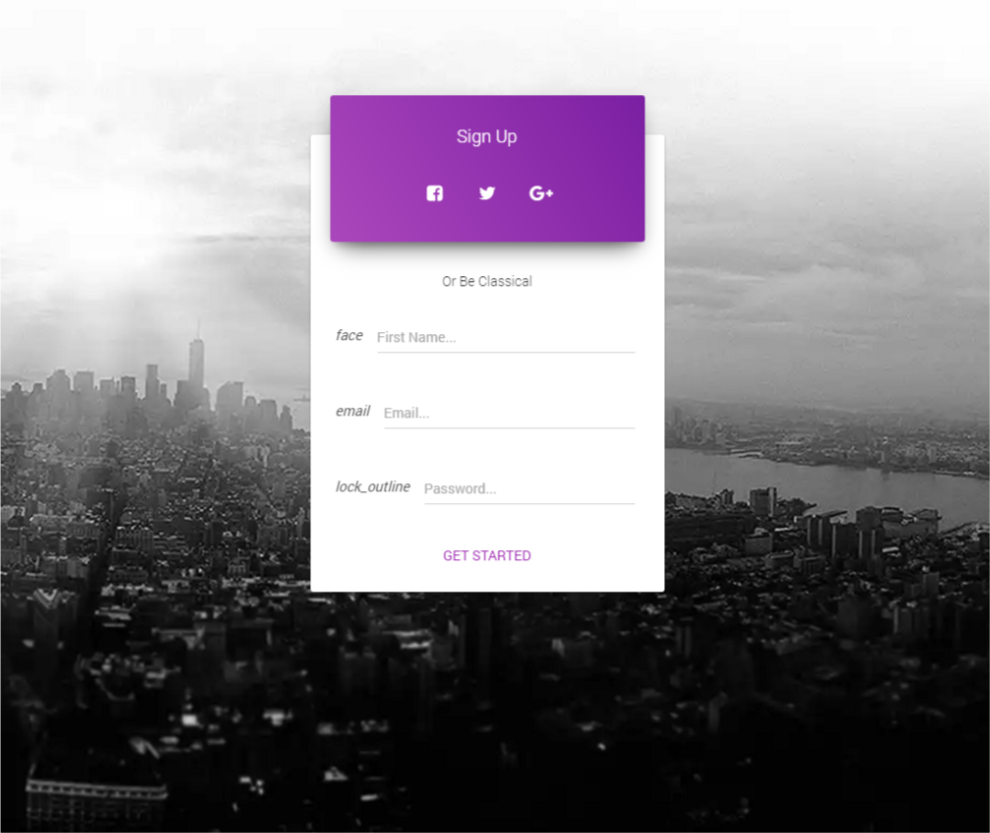 Sign Up
G+
Or Be Classical
face First Name...
email Email...
lock_outline Password...
GET STARTED